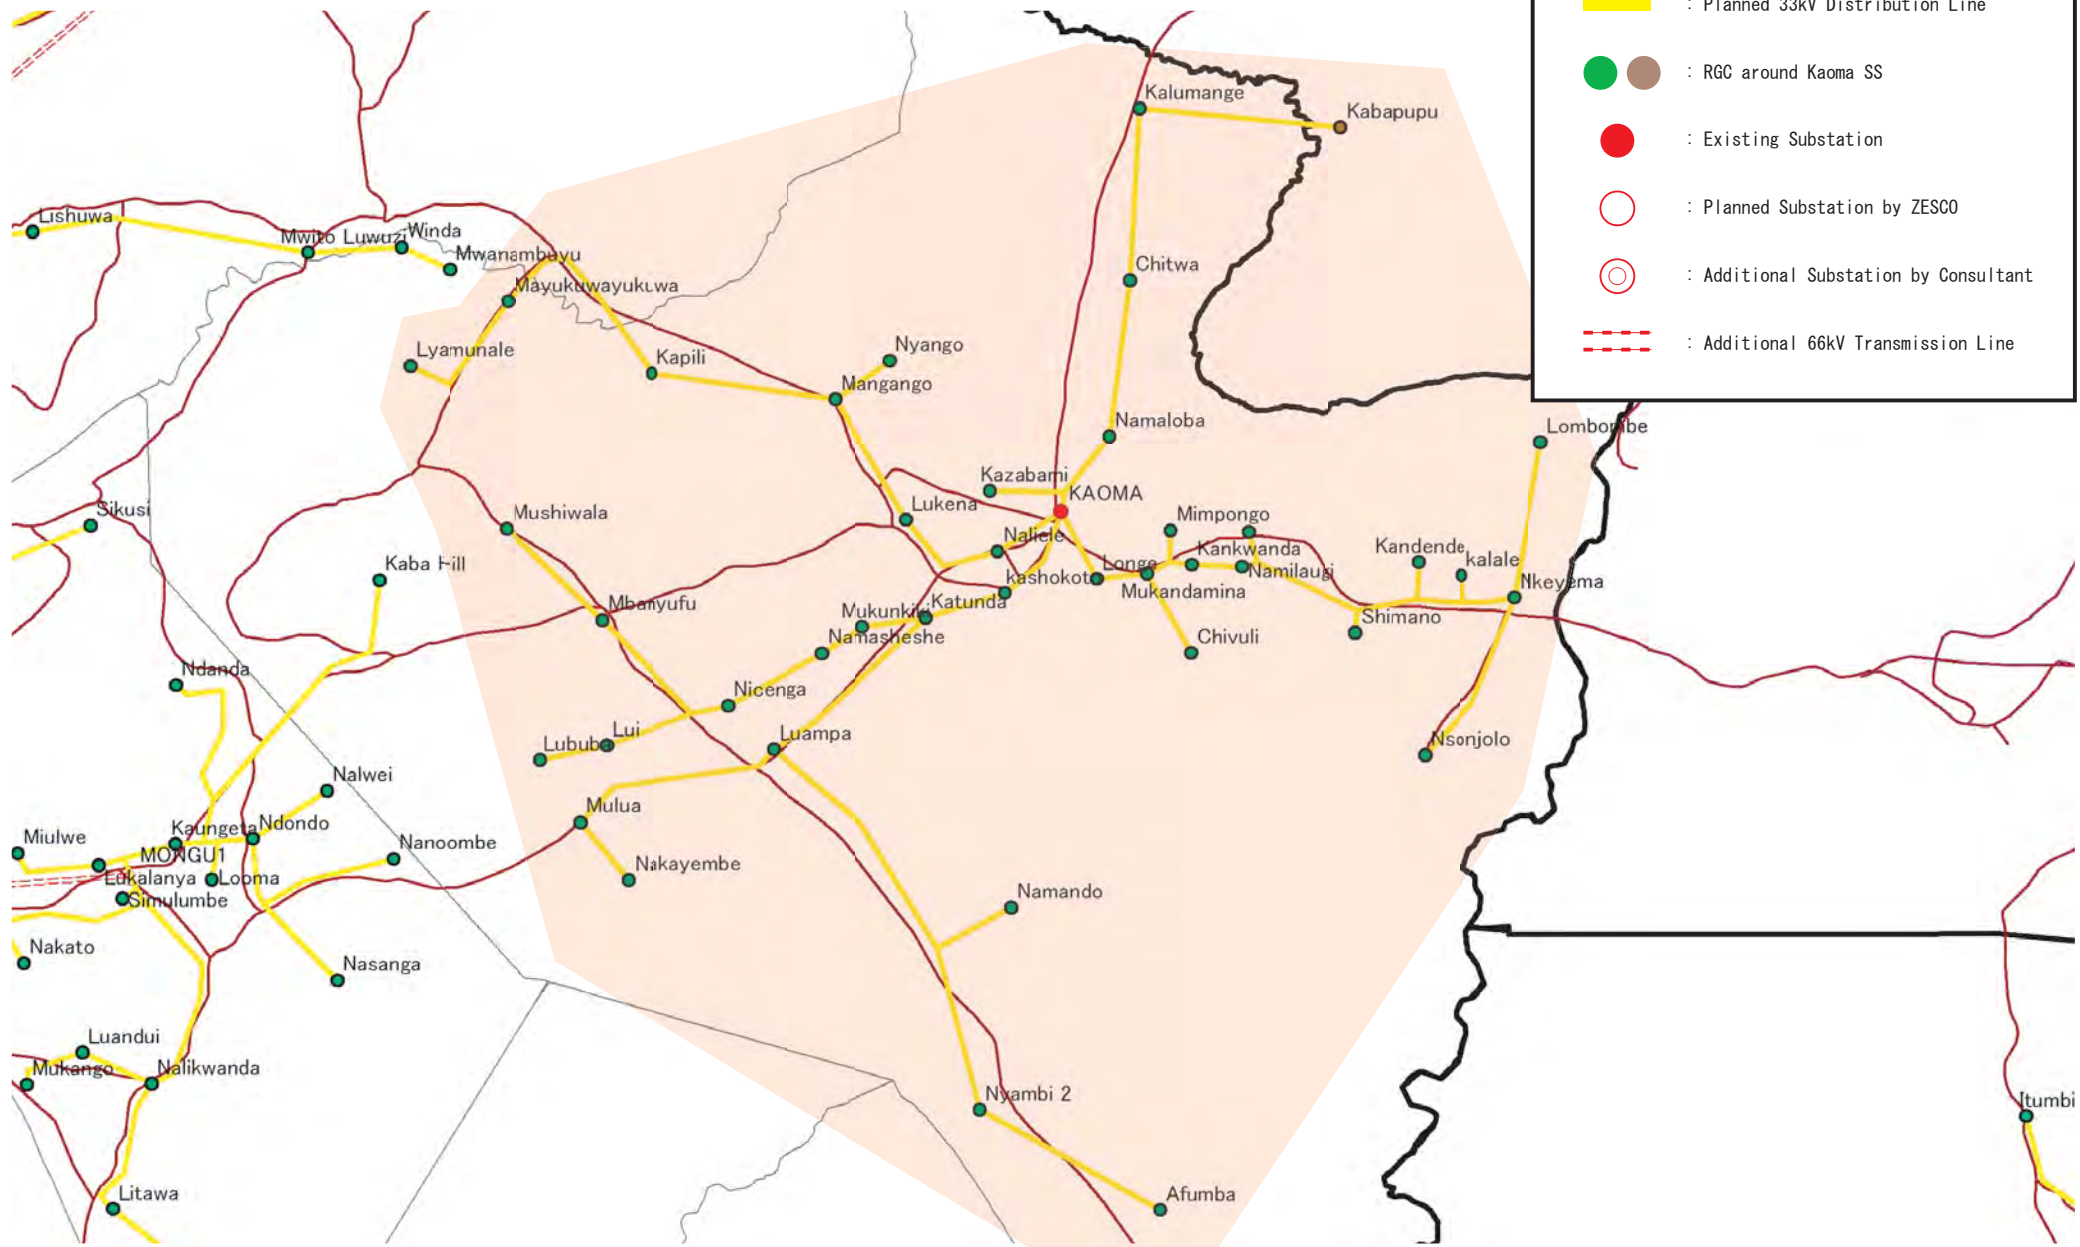 : Planned 33kV Distribution Line
: RGC around Kaoma SS
: Existing Substation
: Planned Substation by ZESCO
: Additional Substation by Consultant
: Additional 66kV Transmission Line
Kalumange
Kabapupu
Lishuwa
Mwito Luwuzi
Winda
Mwanambuyu
Mayukuwayukuwa
Chitwa
Lyamunale
Kapili
Nyango
Mangango
Namaloba
Lombombe
Kazabami
KAOMA
Sikusi
Mushiwala
Lukena
Mimpongo
Naliele
Kankwanda
Kandende
kalale
Kaba Hill
Longe
Namilaugi
kashokoto
Mukandamina
Nkeyema
Mbanyufu
Mukunkiki
Katunda
Shimano
Namasheshe
Chivuli
Ndanda
Nicenga
Lui
Lububa
Luampa
Nsonjolo
Nalwei
Mulua
Kaungeta
Ndondo
Miulwe
MONGU1
Nanoombe
Nakayembe
Lukalanya
Looma
Simulumbe
Namando
Nakato
Nasanga
Luandui
Mukango
Nalikwanda
Nyambi 2
Itumbi
Litawa
Afumba